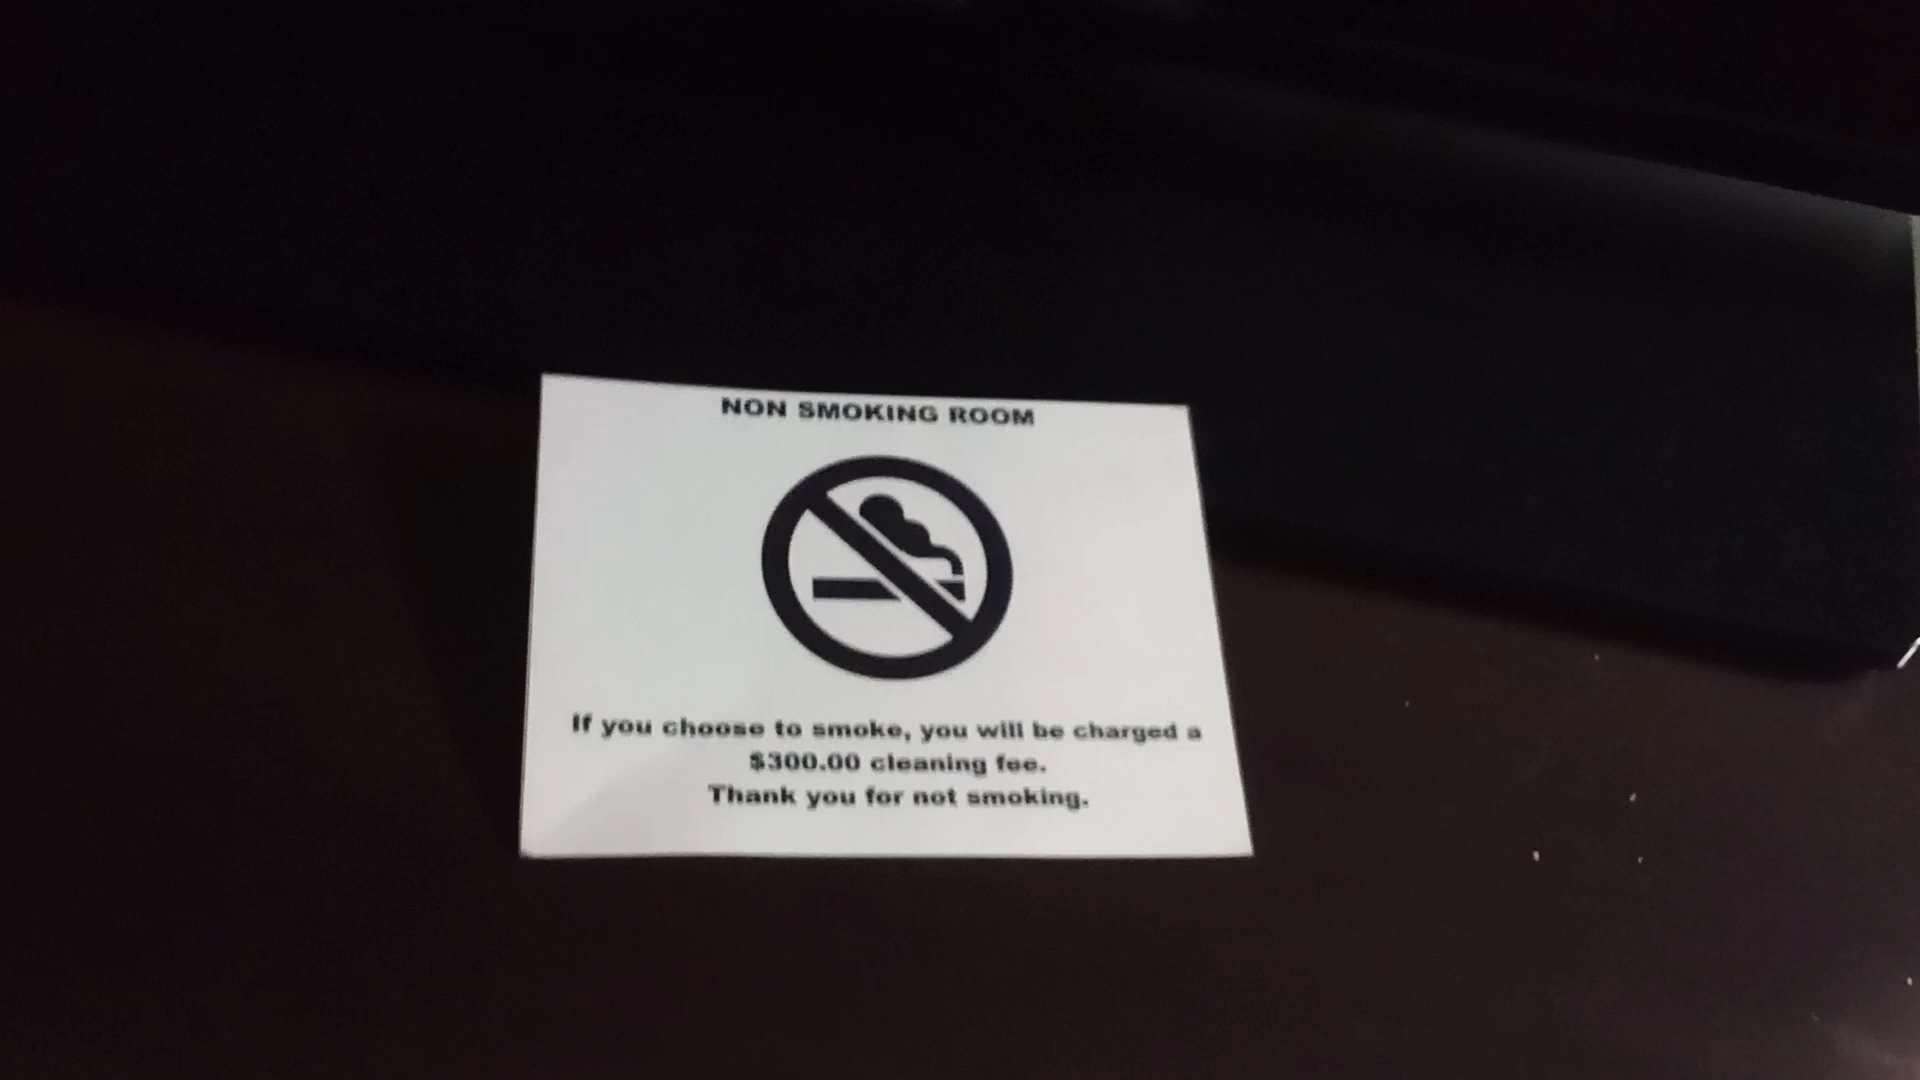 NON SMOKING ROOM
If you choose to smoke, you will be charged a
$300.00 cleaning fee.
Thank you for not smoking.